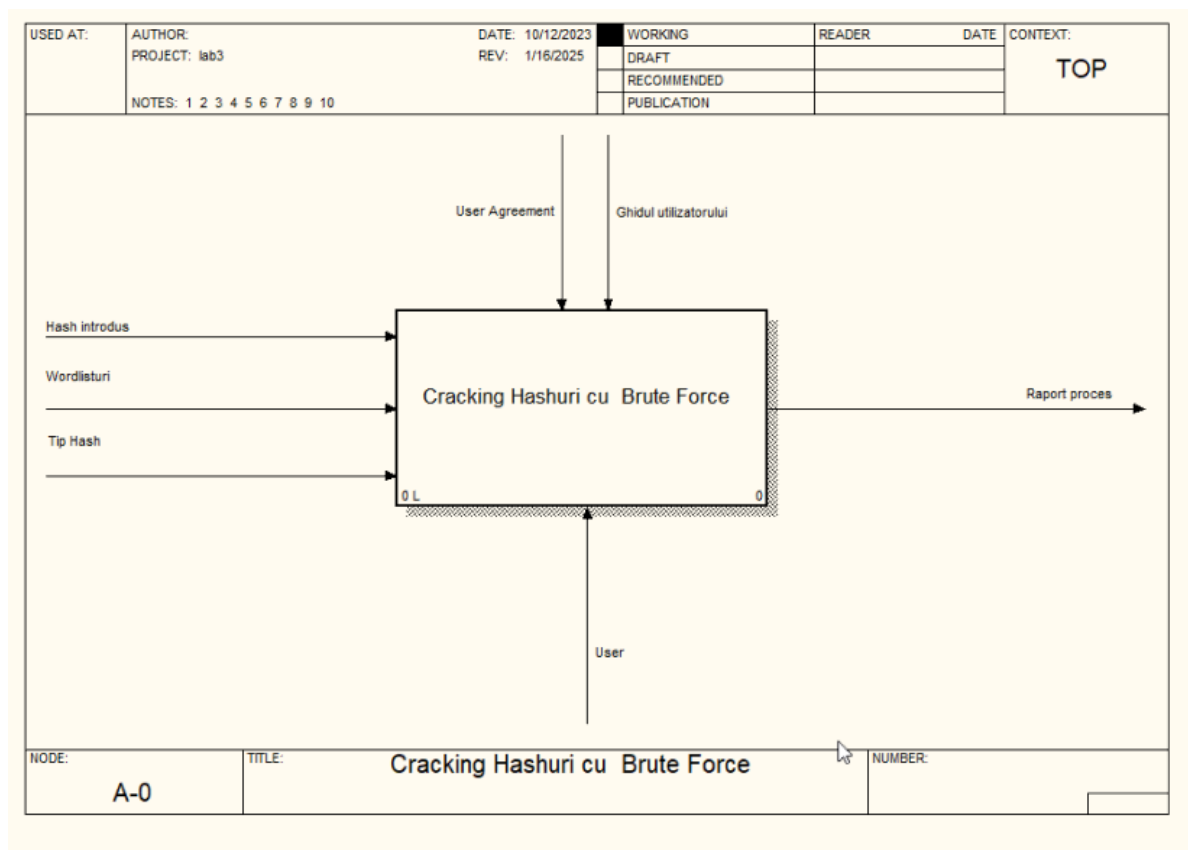 USED AT:
AUTHOR:
DATE: 10/12/2023
WORKING
READER
DATE
CONTEXT:
PROJECT: lab3
REV: 1/16/2025
DRAFT
TOP
RECOMMENDED
NOTES: 1 2 3 4 5 6 7 8 9 10
PUBLICATION
User Agreement
Ghidul utilizatorului
Hash introdus
Wordlisturi
Cracking Hashuri cu Brute Force
Raport proces
Tip Hash
0 L
0
User
NODE:
TITLE:
Cracking Hashuri cu Brute Force
NUMBER:
A-0